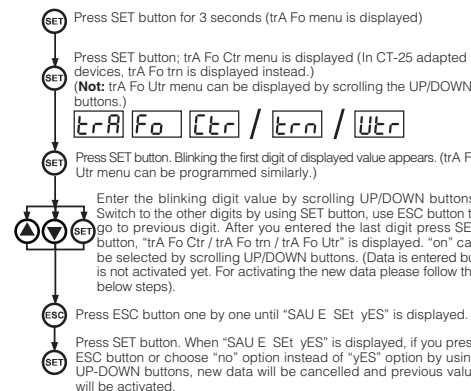 SET Press SET button for 3 seconds (trA Fo menu is displayed)
Press SET button; trA Fo Ctr menu is displayed (In CT-25 adapted
SET devices, trA Fo trn is displayed instead.)
(Not: trA Fo Utr menu can be displayed by scrolling the UP/DOWN
buttons.)
trA Fo Ctr / trn / Utr
SET Press SET button. Blinking the first digit of displayed value appears. (trA
Utr menu can be programmed similarly.)
Enter the blinking digit value by scrolling UP/DOWN buttons
Switch to the other digits by using SET button, use ESC button
SET go to previous digit. After you entered the last digit press
button, “trA Fo Ctr / trA Fo trn / trA Fo Utr” is displayed. “on”
be selected by scrolling UP/DOWN buttons. (Data is entered
is not activated yet. For activating the new data please follow
below steps).
ESC Press ESC button one by one until “SAU E SEt yES” is displayed.
Press SET button. When “SAU E SEt yES” is displayed, if you
SET ESC button or choose “no” option instead of “yES” option by
UP-DOWN buttons, new data will be cancelled and previous
will be activated.